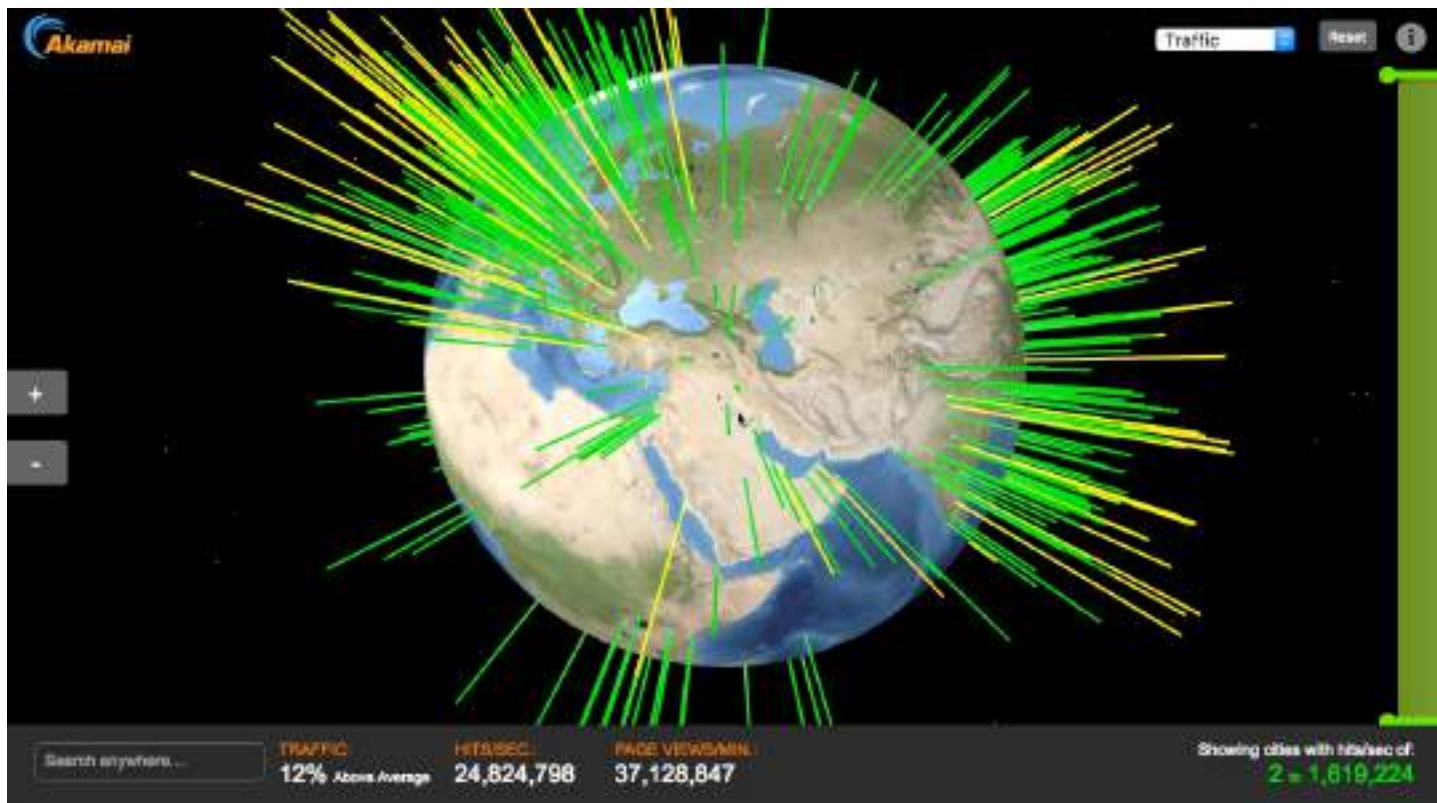 Akamai
Traffic
Reset
i
+
-
Search anywhere...
TRAFFIC:
12% Above Average
HITS/SEC.:
24,824,798
PAGE VIEWS/MIN.:
37,128,847
Showing cities with hits/sec of:
2 - 1,619,224